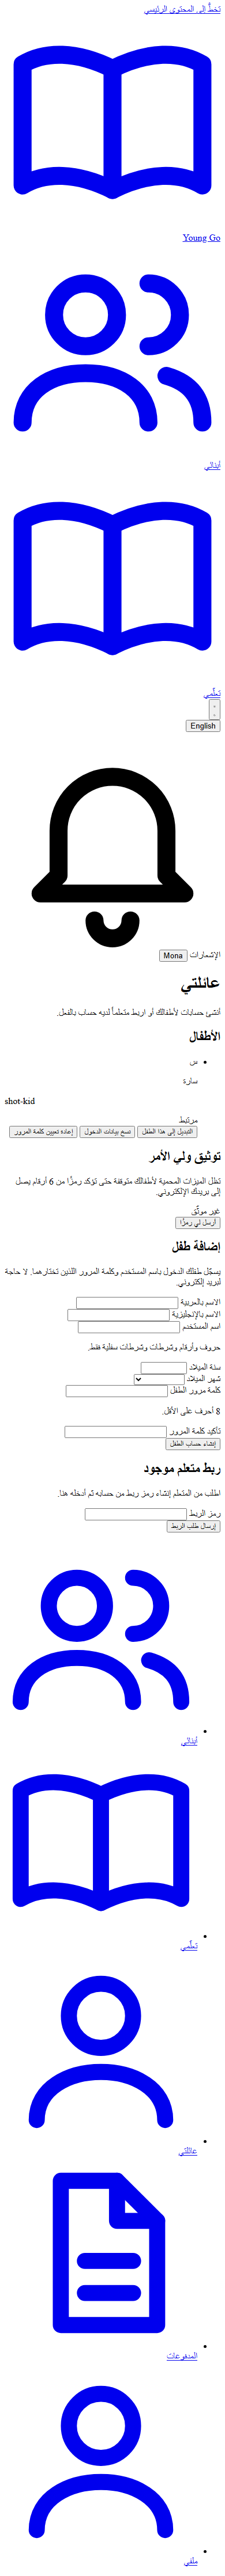 تخطَّ إلى المحتوى الرئيسي
Young Go
أبنائي
تعلُّمي
English
الإشعارات Mona
عائلتي
أنشئ حسابات لأطفالك أو اربط متعلماً لديه حساب بالفعل.
الأطفال
س
سارة
shot-kid
مرتبط
التبديل إلى هذا الطفل نسخ بيانات الدخول إعادة تعيين كلمة المرور
توثيق ولي الأمر
تظل الميزات المحمية لأطفالك متوقفة حتى تؤكد رمزًا من 6 أرقام يصل
إلى بريدك الإلكتروني.
غير موثَّق
أرسل لي رمزًا
إضافة طفل
يسجّل طفلك الدخول باسم المستخدم وكلمة المرور اللذين تختارهما. لا حاجة
لبريد إلكتروني.
الاسم بالعربية
الاسم بالإنجليزية
اسم المستخدم
حروف وأرقام وشرطات وشرطات سفلية فقط.
سنة الميلاد
شهر الميلاد
كلمة مرور الطفل
8 أحرف على الأقل.
تأكيد كلمة المرور
إنشاء حساب الطفل
ربط متعلم موجود
اطلب من المتعلم إنشاء رمز ربط من حسابه ثم أدخله هنا.
رمز الربط
إرسال طلب الربط
أبنائي
تعلُّمي
عائلتي
المدفوعات
ملفي